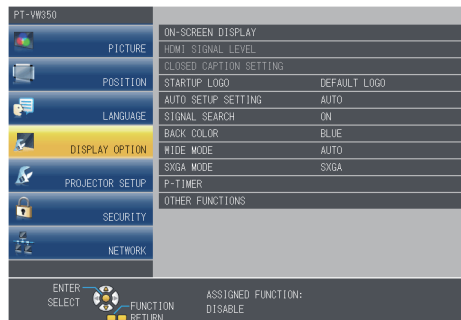 PT-VW350
PICTURE
POSITION
LANGUAGE
DISPLAY OPTION
PROJECTOR SETUP
SECURITY
NETWORK
ON-SCREEN DISPLAY
HDMI SIGNAL LEVEL
CLOSED CAPTION SETTING
STARTUP LOGO DEFAULT LOGO
AUTO SETUP SETTING AUTO
SIGNAL SEARCH ON
BACK COLOR BLUE
WIDE MODE AUTO
SXGA MODE SXGA
P-TIMER
OTHER FUNCTIONS
ENTER
SELECT
FUNCTION
RETURN
ASSIGNED FUNCTION:
DISABLE